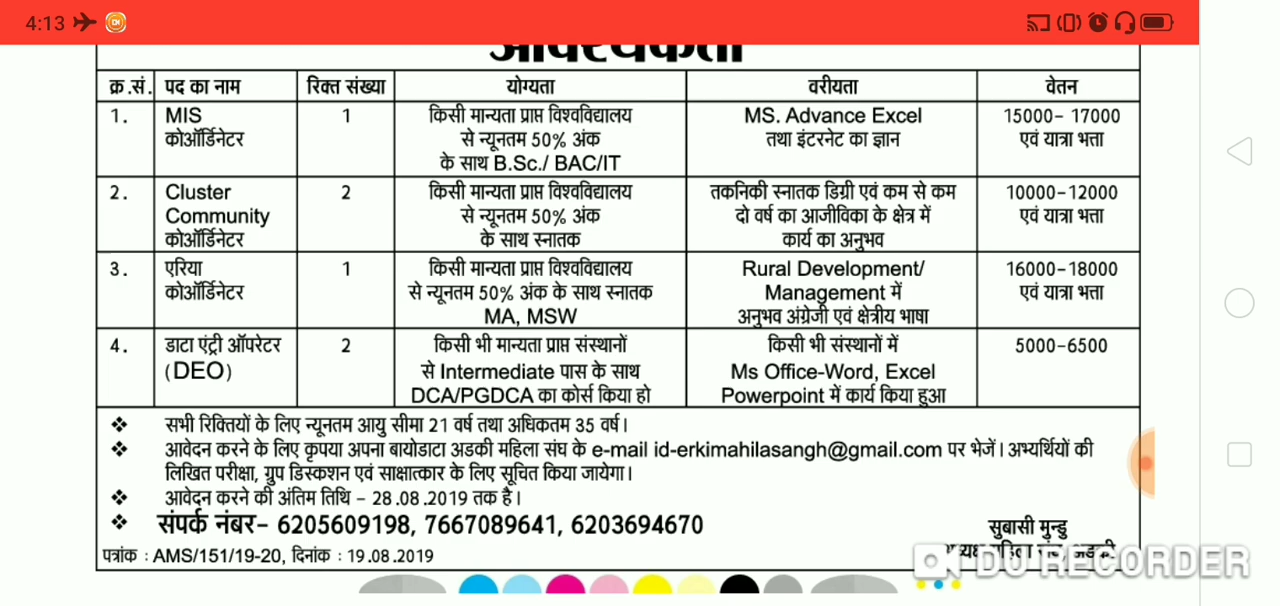 4:13
आवश्यकता
क्र.सं. पद का नाम रिक्त संख्या योग्यता वरीयता वेतन
1. MIS 1 किसी मान्यता प्राप्त विश्वविद्यालय MS. Advance Excel 15000- 17000
कोऑर्डिनेटर से न्यूनतम 50% अंक तथा इंटरनेट का ज्ञान एवं यात्रा भत्ता
के साथ B.Sc./ BAC/IT
2. Cluster 2 किसी मान्यता प्राप्त विश्वविद्यालय तकनिकी स्नातक डिग्री एवं कम से कम 10000-12000
Community से न्यूनतम 50% अंक दो वर्ष का आजीविका के क्षेत्र में एवं यात्रा भत्ता
कोऑर्डिनेटर के साथ स्नातक कार्य का अनुभव
3. एरिया 1 किसी मान्यता प्राप्त विश्वविद्यालय Rural Development/ 16000-18000
कोऑर्डिनेटर से न्यूनतम 50% अंक के साथ स्नातक Management में एवं यात्रा भत्ता
MA, MSW अनुभव अंग्रेजी एवं क्षेत्रीय भाषा
4. डाटा एंट्री ऑपरेटर 2 किसी भी मान्यता प्राप्त संस्थानों किसी भी संस्थानों में 5000-6500
(DEO) से Intermediate पास के साथ Ms Office-Word, Excel
DCA/PGDCA का कोर्स किया हो Powerpoint में कार्य किया हुआ
❖ सभी रिक्तियों के लिए न्यूनतम आयु सीमा 21 वर्ष तथा अधिकतम 35 वर्ष।
❖ आवेदन करने के लिए कृपया अपना बायोडाटा अडकी महिला संघ के e-mail id-erkimahilasangh@gmail.com पर भेजें। अभ्यर्थियों की
लिखित परीक्षा, ग्रुप डिस्कशन एवं साक्षात्कार के लिए सूचित किया जायेगा।
❖ आवेदन करने की अंतिम तिथि - 28.08.2019 तक है।
❖ संपर्क नंबर- 6205609198, 7667089641, 6203694670
सुबासी मुन्डु
पत्रांक : AMS/151/19-20, दिनांक : 19.08.2019 अडकी
DU RECORDER